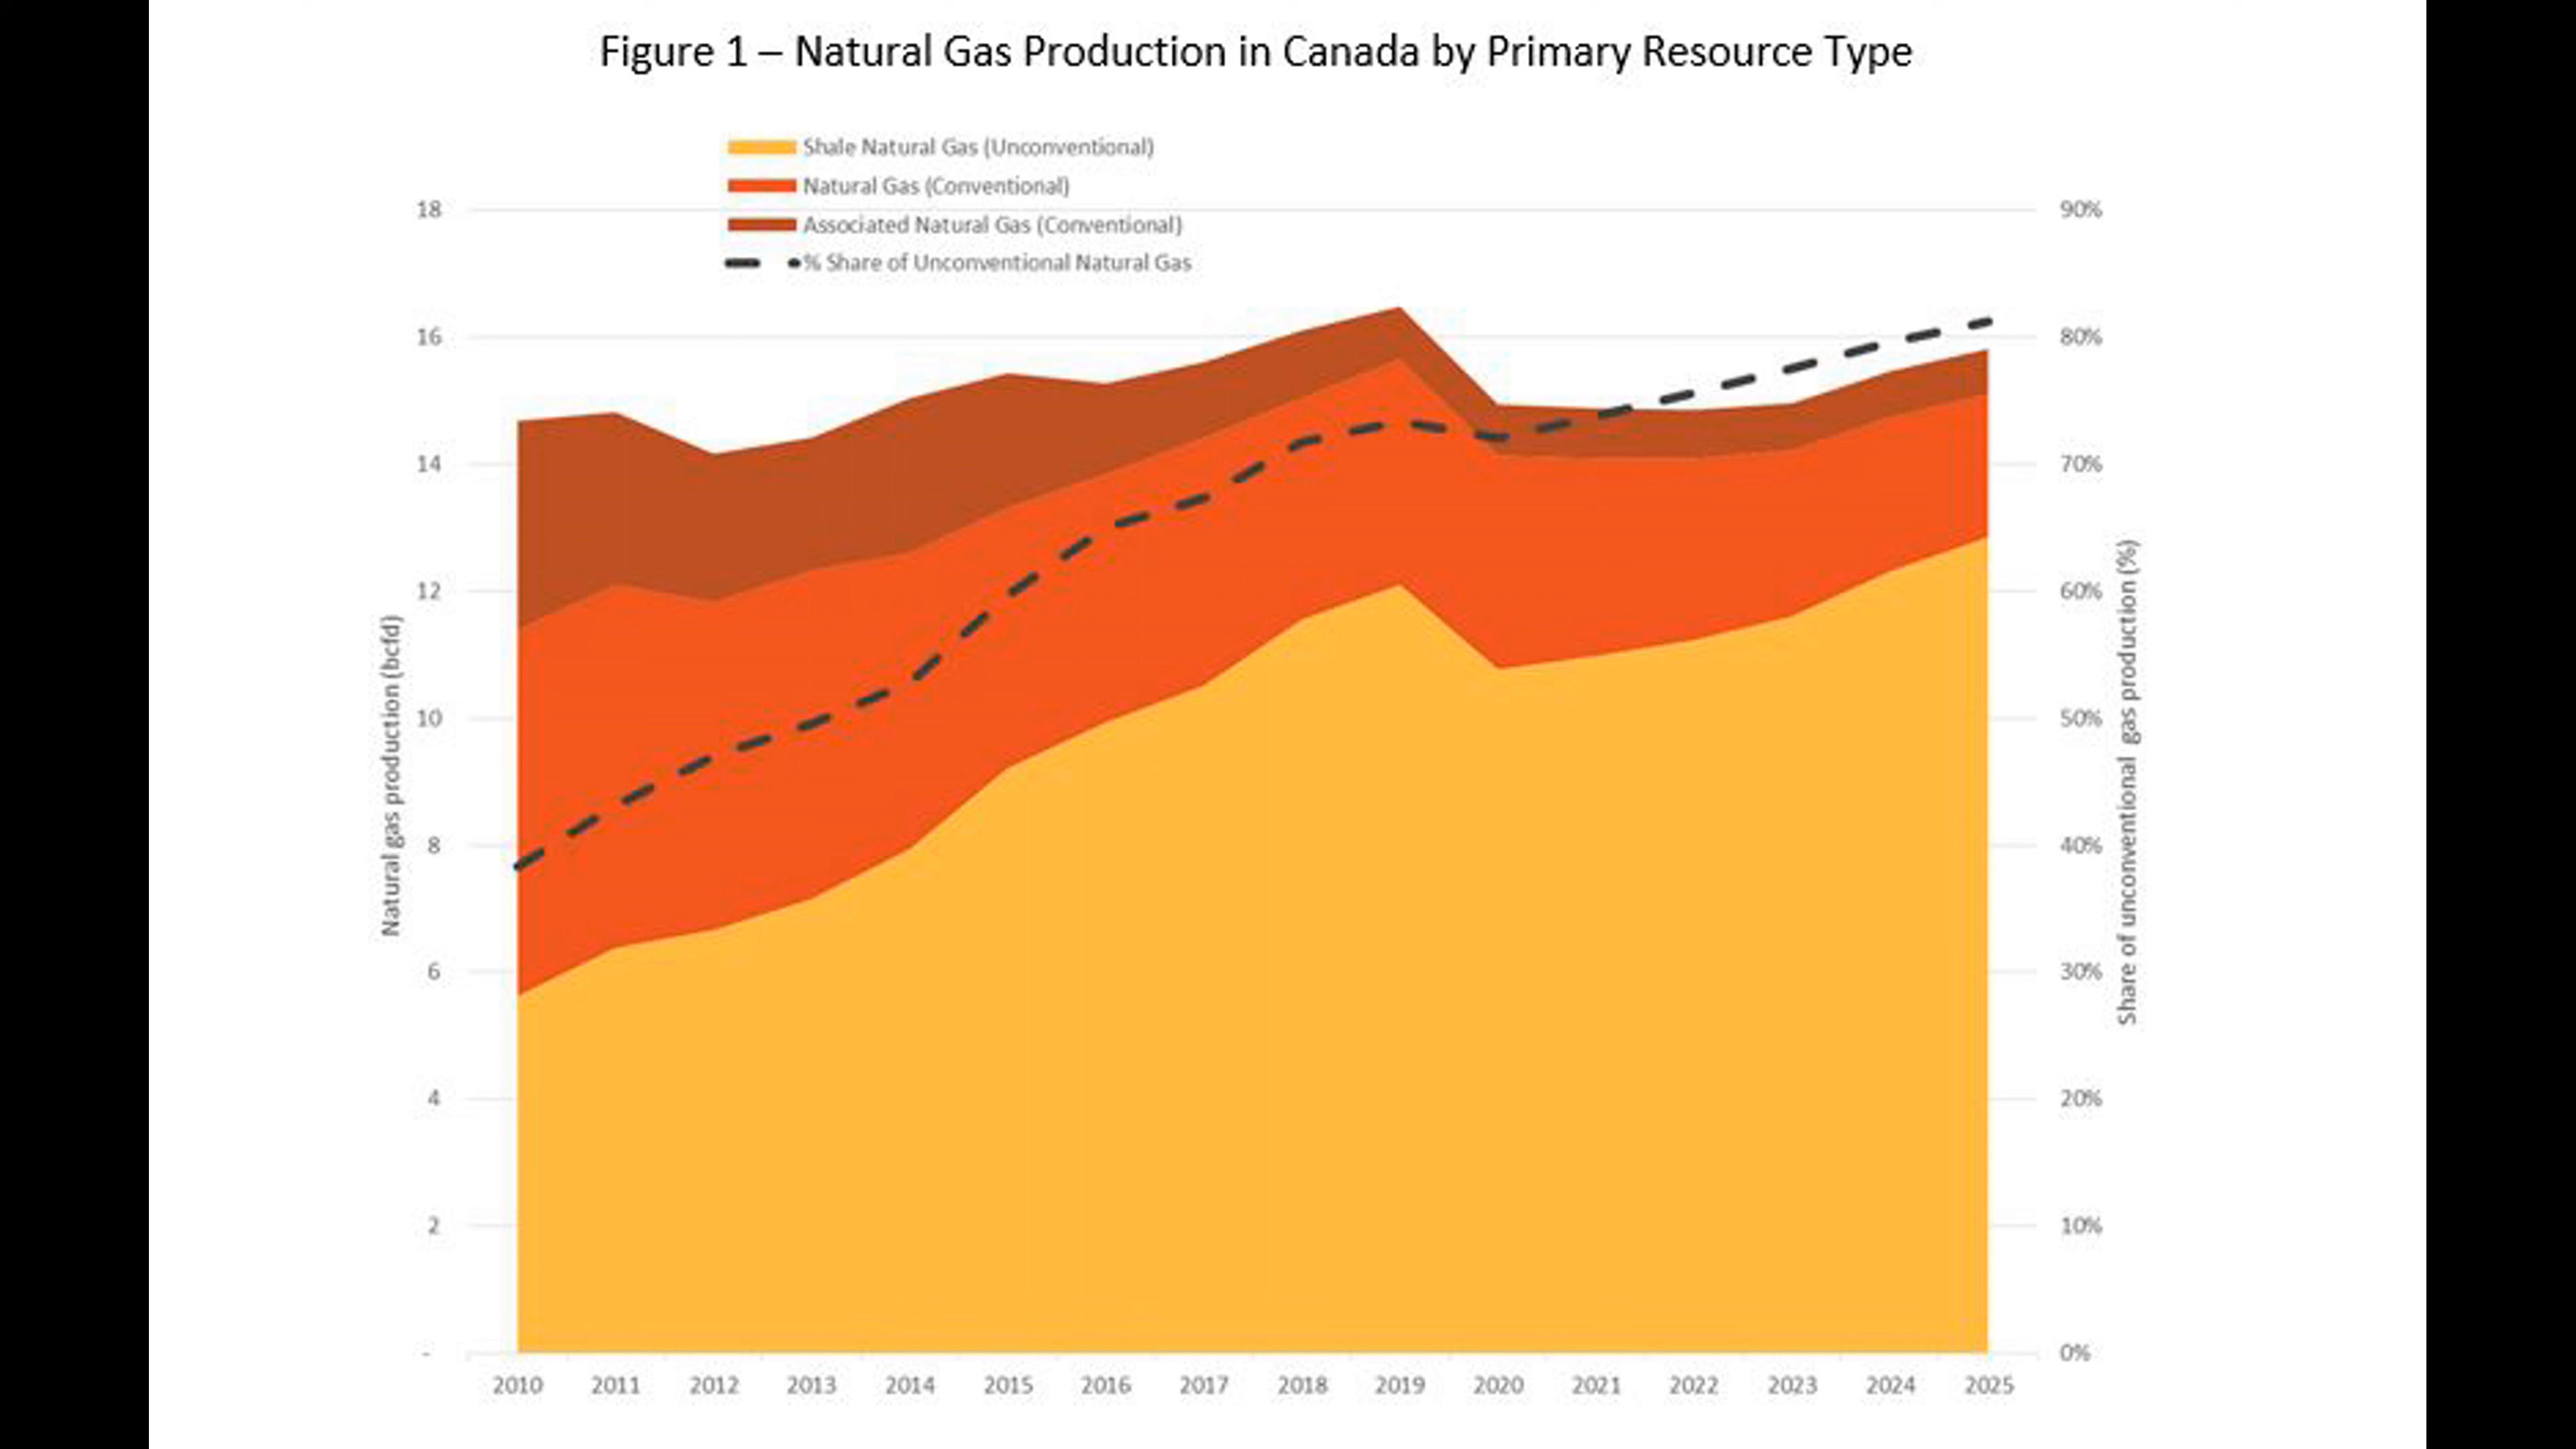 Figure 1 – Natural Gas Production in Canada by Primary Resource Type
Shale Natural Gas (Unconventional)
Natural Gas (Conventional)
Associated Natural Gas (Conventional)
% Share of Unconventional Natural Gas
18
16
14
12
10
8
6
4
2
-
Natural gas production (bcfd)
90%
80%
70%
60%
50%
40%
30%
20%
10%
0%
Share of unconventional gas production (%)
2010 2011 2012 2013 2014 2015 2016 2017 2018 2019 2020 2021 2022 2023 2024 2025